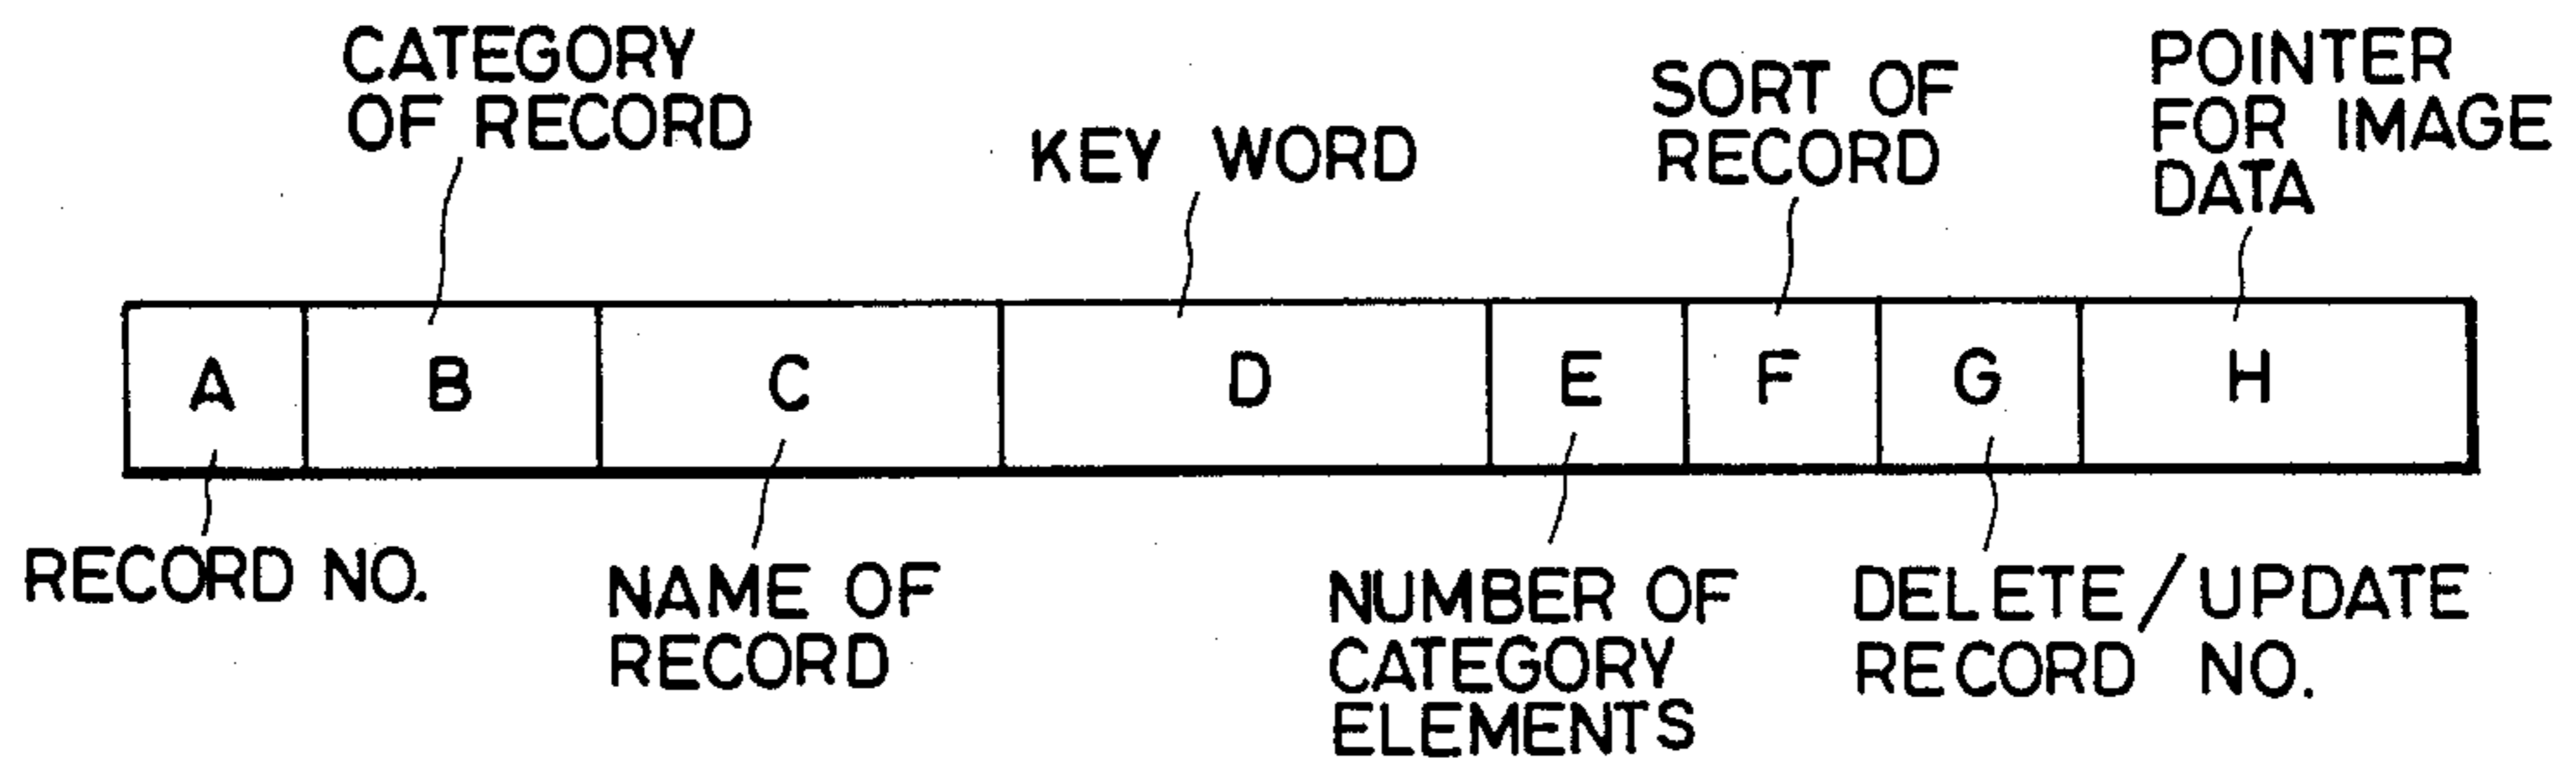 CATEGORY
OF RECORD
KEY WORD
SORT OF
RECORD
POINTER
FOR IMAGE
DATA
A B C D E F G H
RECORD NO.
NAME OF
RECORD
NUMBER OF
CATEGORY
ELEMENTS
DELETE/UPDATE
RECORD NO.